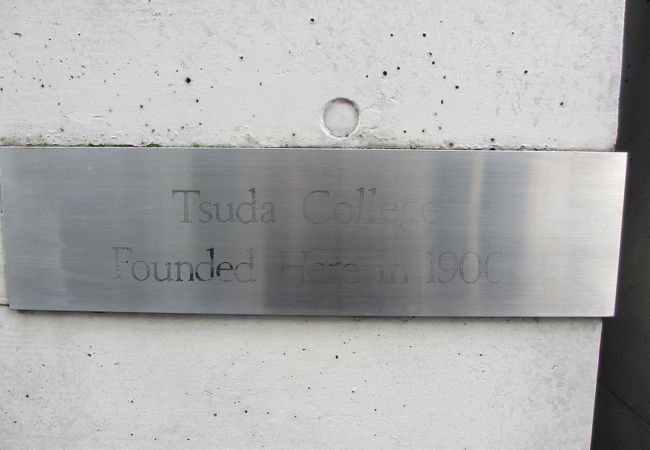 Tsuda College
Founded Here in 1900